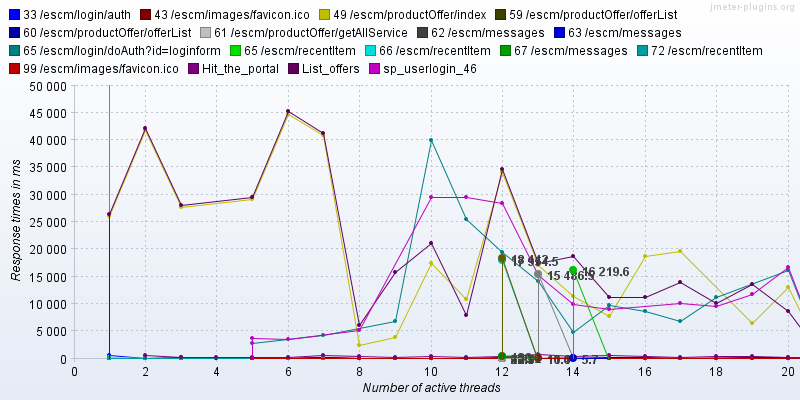 jmeter-plugins.org
33 /escm/login/auth 43 /escm/images/favicon.ico 49 /escm/productOffer/index 59 /escm/productOffer/offerList
60 /escm/productOffer/offerList 61 /escm/productOffer/getAllService 62 /escm/messages 63 /escm/messages
65 /escm/login/doAuth?id=loginform 65 /escm/recentItem 66 /escm/recentItem 67 /escm/messages 72 /escm/recentItem
99 /escm/images/favicon.ico Hit_the_portal List_offers sp_userlogin_46
50 000
45 000
40 000
35 000
30 000
25 000
20 000
15 000
10 000
5 000
0
Response times in ms
16 219.6
5.7
0 2 4 6 8 10 12 14 16 18 20
Number of active threads